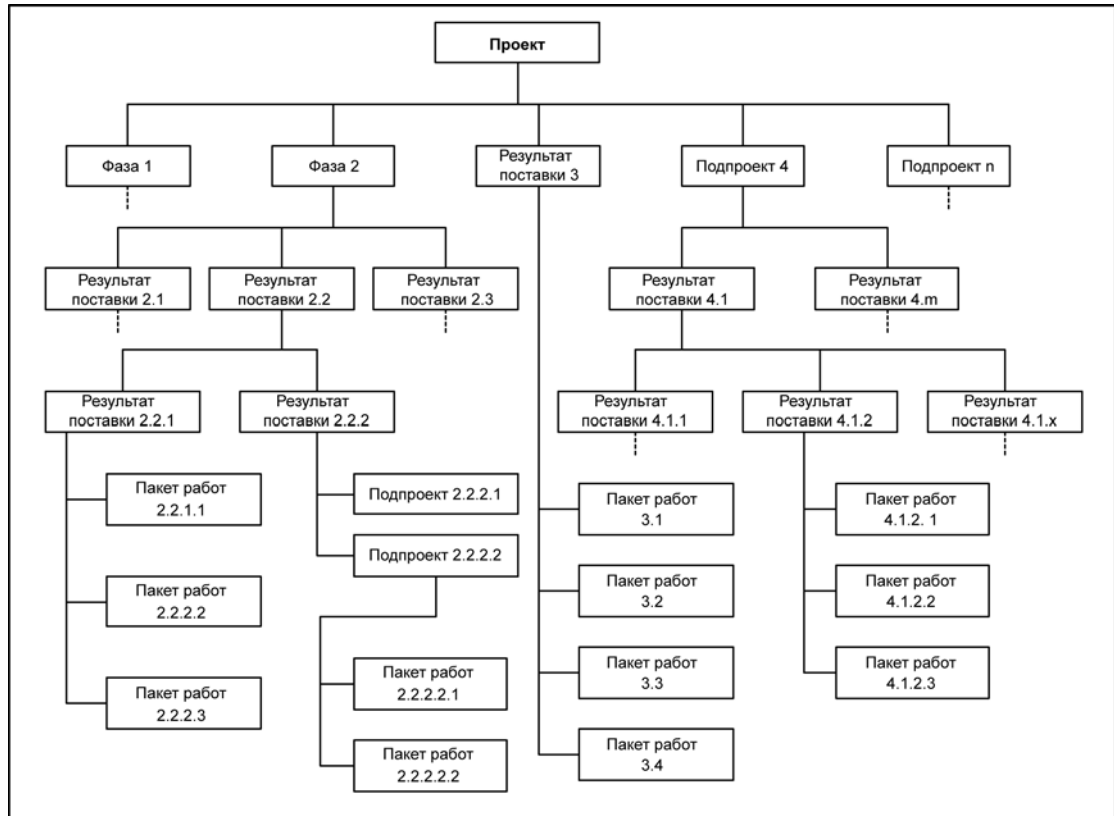 Проект
Фаза 1
Фаза 2
Результат
поставки 3
Подпроект 4
Подпроект n
Результат
поставки 2.1
Результат
поставки 2.2
Результат
поставки 2.3
Результат
поставки 4.1
Результат
поставки 4.m
Результат
поставки 2.2.1
Результат
поставки 2.2.2
Результат
поставки 4.1.1
Результат
поставки 4.1.2
Результат
поставки 4.1.x
Пакет работ
2.2.1.1
Пакет работ
2.2.2.2
Пакет работ
2.2.2.3
Подпроект 2.2.2.1
Подпроект 2.2.2.2
Пакет работ
2.2.2.2.1
Пакет работ
2.2.2.2.2
Пакет работ
3.1
Пакет работ
3.2
Пакет работ
3.3
Пакет работ
3.4
Пакет работ
4.1.2. 1
Пакет работ
4.1.2.2
Пакет работ
4.1.2.3